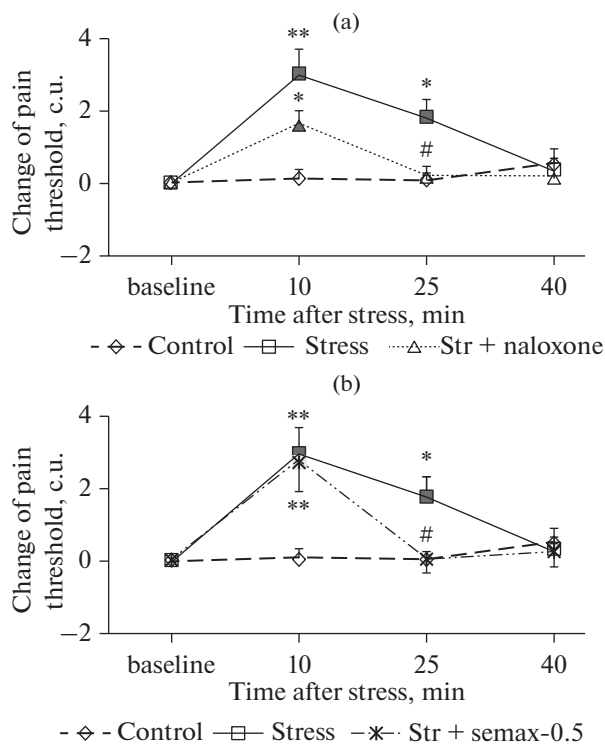 (a)
Change of pain
threshold, c.u.
4
2
0
−2
**
*
*
#
baseline 10 25 40
Time after stress, min
Control Stress Str + naloxone
(b)
Change of pain
threshold, c.u.
4
2
0
−2
**
*
**
#
baseline 10 25 40
Time after stress, min
Control Stress Str + semax-0.5